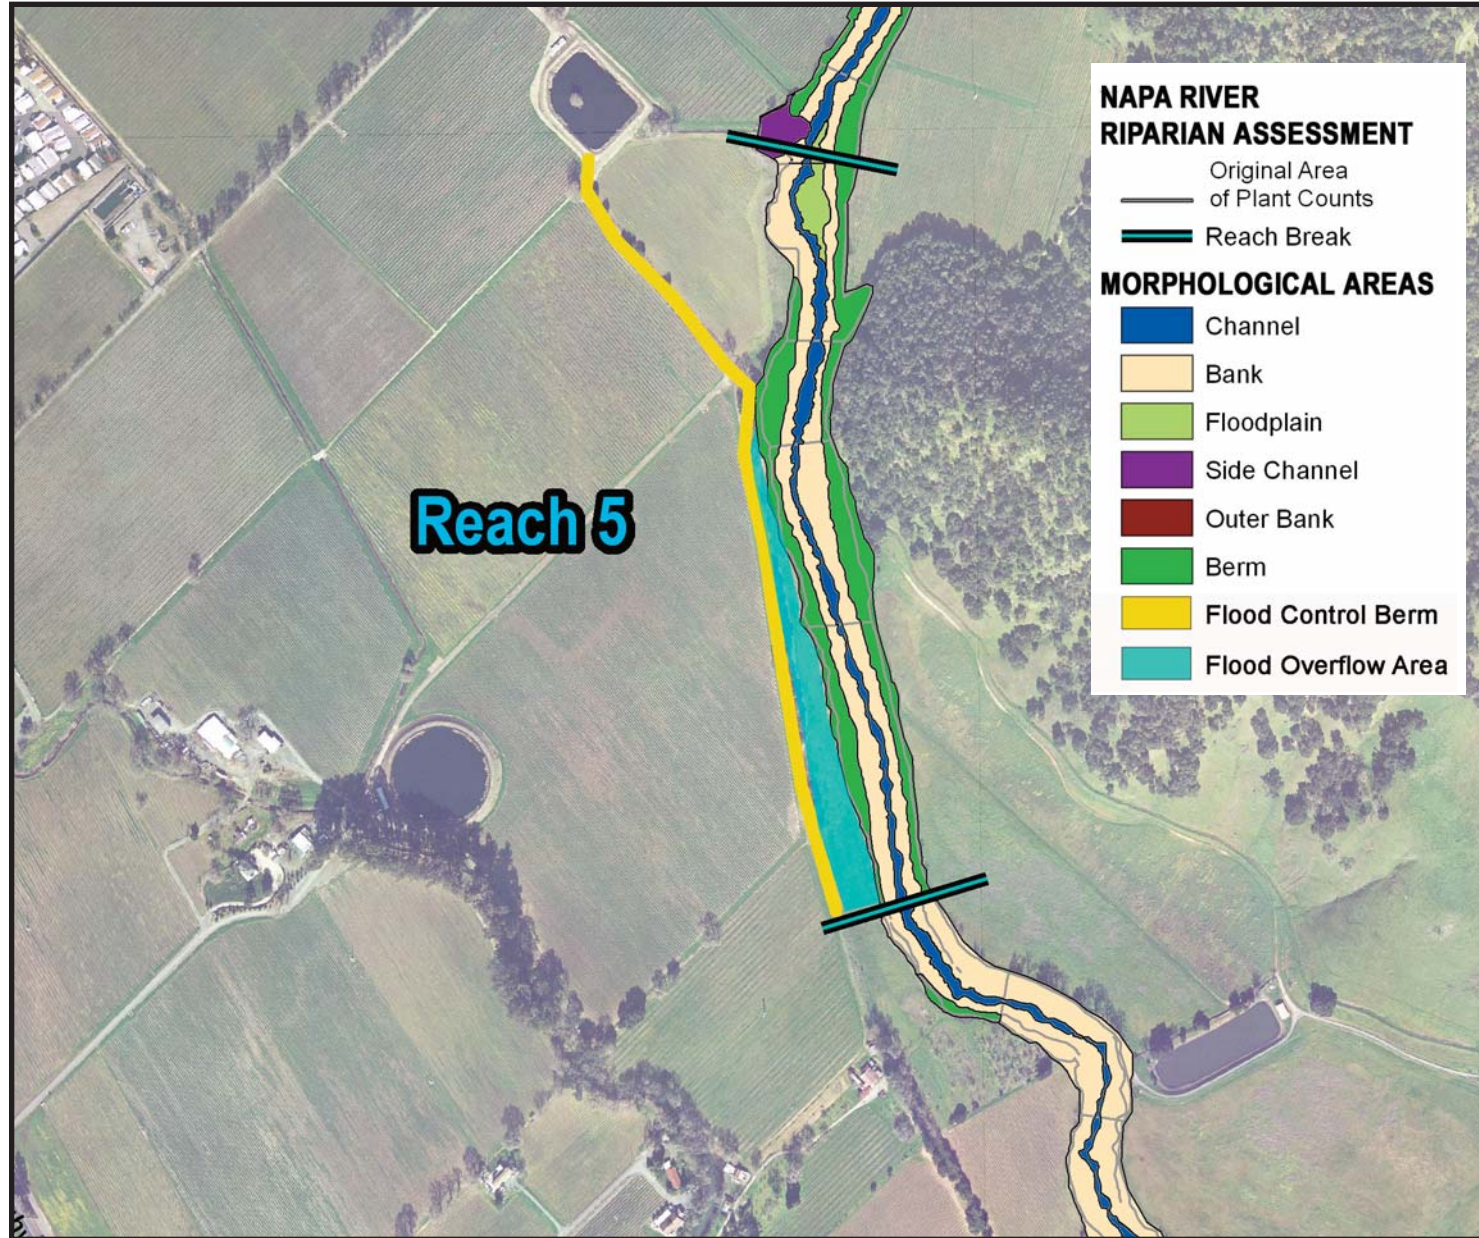 NAPA RIVER
RIPARIAN ASSESSMENT
Original Area
of Plant Counts
Reach Break
MORPHOLOGICAL AREAS
Channel
Bank
Floodplain
Side Channel
Outer Bank
Berm
Flood Control Berm
Flood Overflow Area
Reach 5